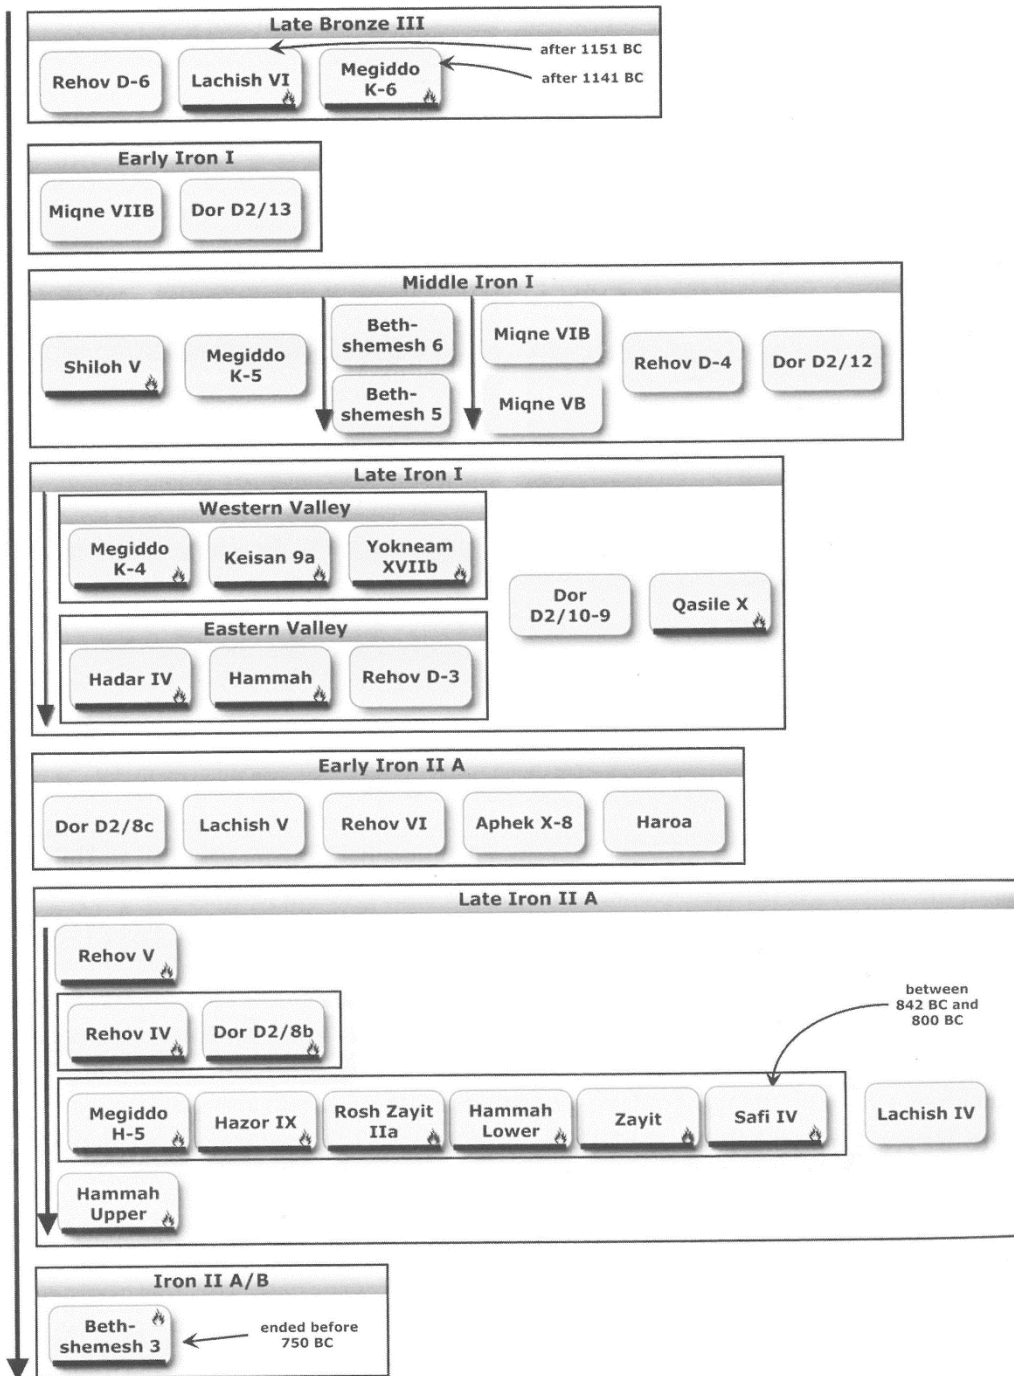 Late Bronze III
Rehov D-6
Lachish VI
Megiddo
K-6
after 1151 BC
after 1141 BC
Early Iron I
Miqne VIIB
Dor D2/13
Middle Iron I
Shiloh V
Megiddo
K-5
Beth-
shemesh 6
Beth-
shemesh 5
Miqne VIB
Miqne VB
Rehov D-4
Dor D2/12
Late Iron I
Western Valley
Megiddo
K-4
Keisan 9a
Yokneam
XVIIb
Eastern Valley
Hadar IV
Hammah
Rehov D-3
Dor
D2/10-9
Qasile X
Early Iron II A
Dor D2/8c
Lachish V
Rehov VI
Aphek X-8
Haroa
Late Iron II A
Rehov V
Rehov IV
Dor D2/8b
between
842 BC and
800 BC
Megiddo
H-5
Hazor IX
Rosh Zayit
IIa
Hammah
Lower
Zayit
Safi IV
Lachish IV
Hammah
Upper
Iron II A/B
Beth-
shemesh 3
ended before
750 BC